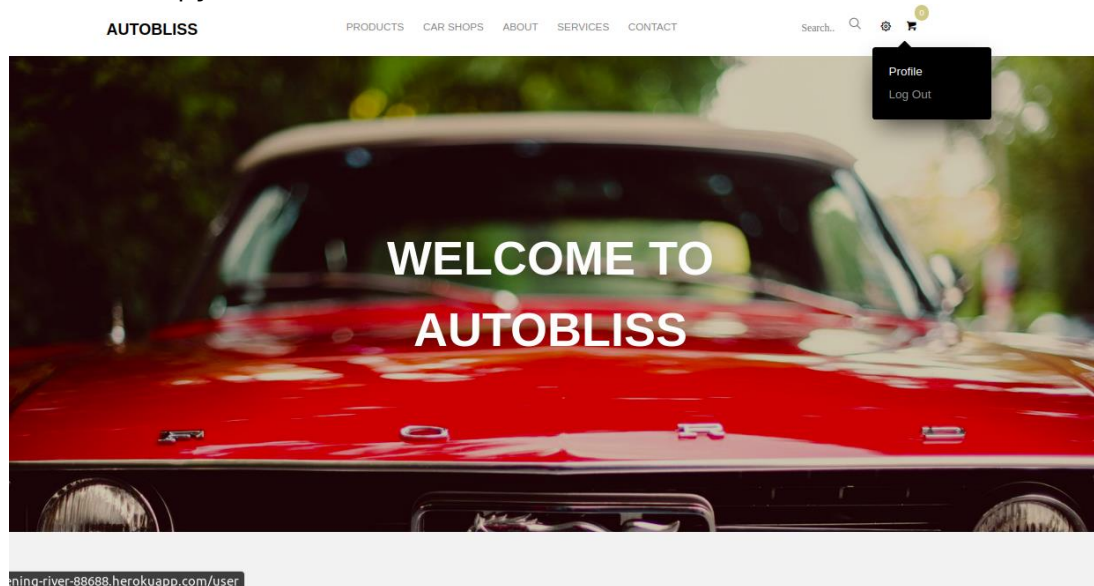 AUTOBLISS
PRODUCTS CAR SHOPS ABOUT SERVICES CONTACT
Search..
0
Profile
Log Out
WELCOME TO
AUTOBLISS
F O R D
ening-river-88688.herokuapp.com/user